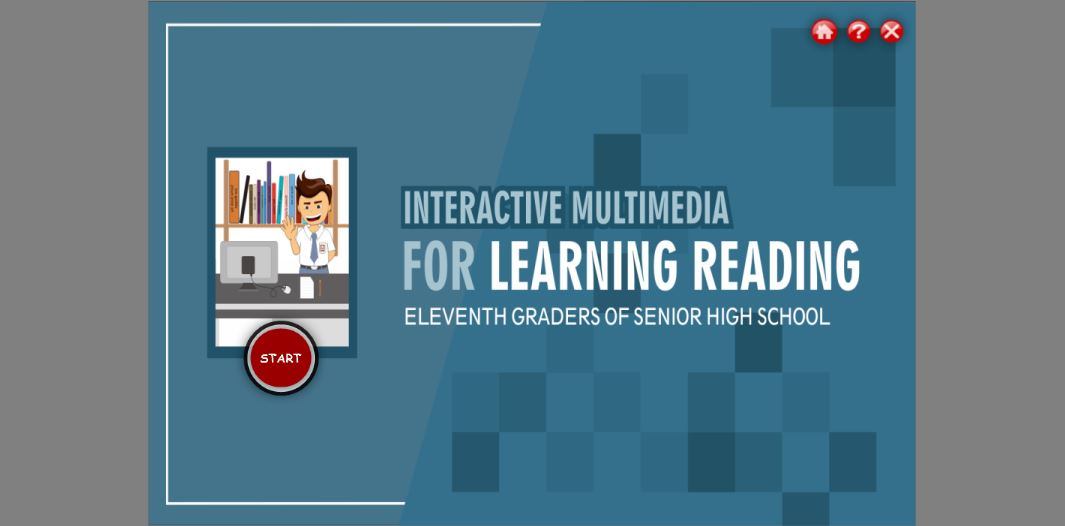 INTERACTIVE MULTIMEDIA
FOR LEARNING READING
ELEVENTH GRADERS OF SENIOR HIGH SCHOOL
START
?